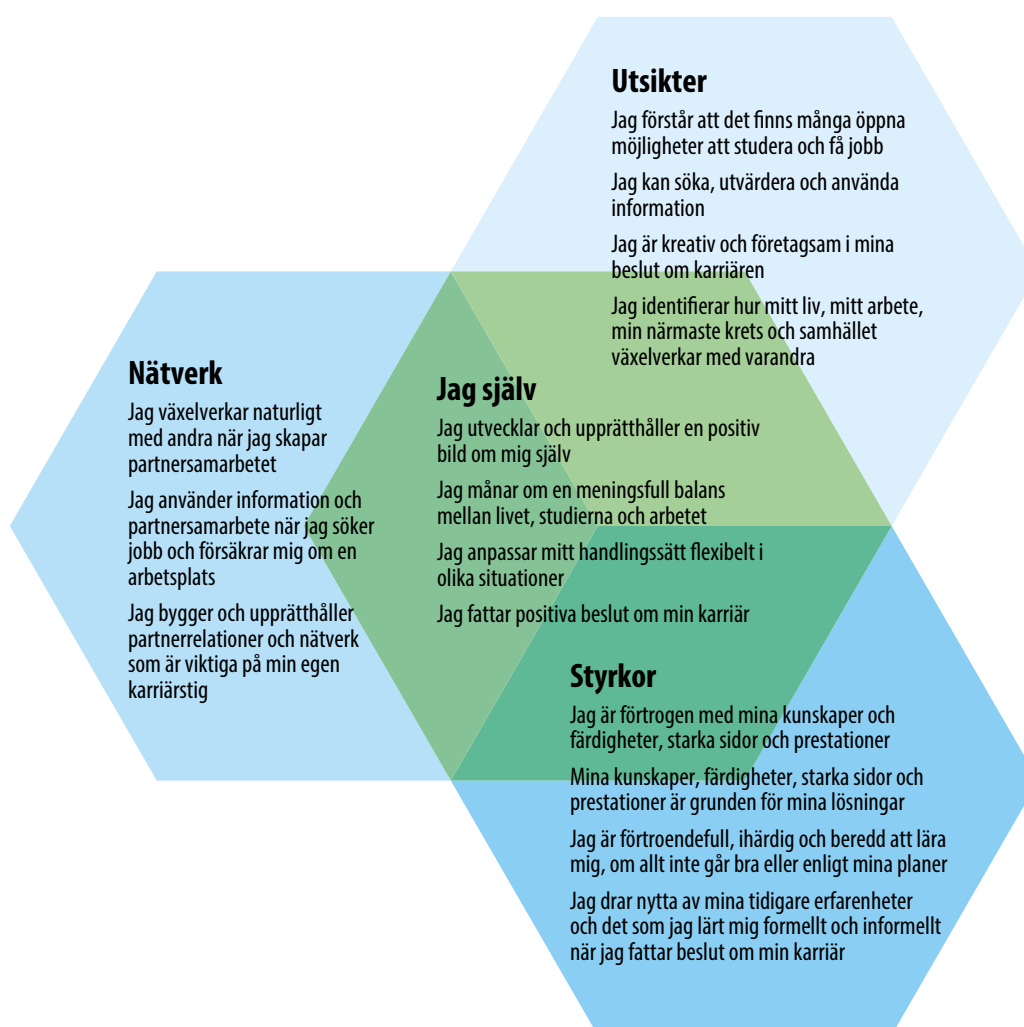 Utsikter
Jag förstår att det finns många öppna
möjligheter att studera och få jobb
Jag kan söka, utvärdera och använda
information
Jag är kreativ och företagsam i mina
beslut om karriären
Jag identifierar hur mitt liv, mitt arbete,
min närmaste krets och samhället
växelverkar med varandra
Nätverk
Jag växelverkar naturligt
med andra när jag skapar
partnersamarbetet
Jag använder information och
partnersamarbete när jag söker
jobb och försäkrar mig om en
arbetsplats
Jag bygger och upprätthåller
partnerrelationer och nätverk
som är viktiga på min egen
karriärstig
Jag själv
Jag utvecklar och upprätthåller en positiv
bild om mig själv
Jag månar om en meningsfull balans
mellan livet, studierna och arbetet
Jag anpassar mitt handlingssätt flexibelt i
olika situationer
Jag fattar positiva beslut om min karriär
Styrkor
Jag är förtrogen med mina kunskaper och
färdigheter, starka sidor och prestationer
Mina kunskaper, färdigheter, starka sidor och
prestationer är grunden för mina lösningar
Jag är förtroendefull, ihärdig och beredd att lära
mig, om allt inte går bra eller enligt mina planer
Jag drar nytta av mina tidigare erfarenheter
och det som jag lärt mig formellt och informellt
när jag fattar beslut om min karriär